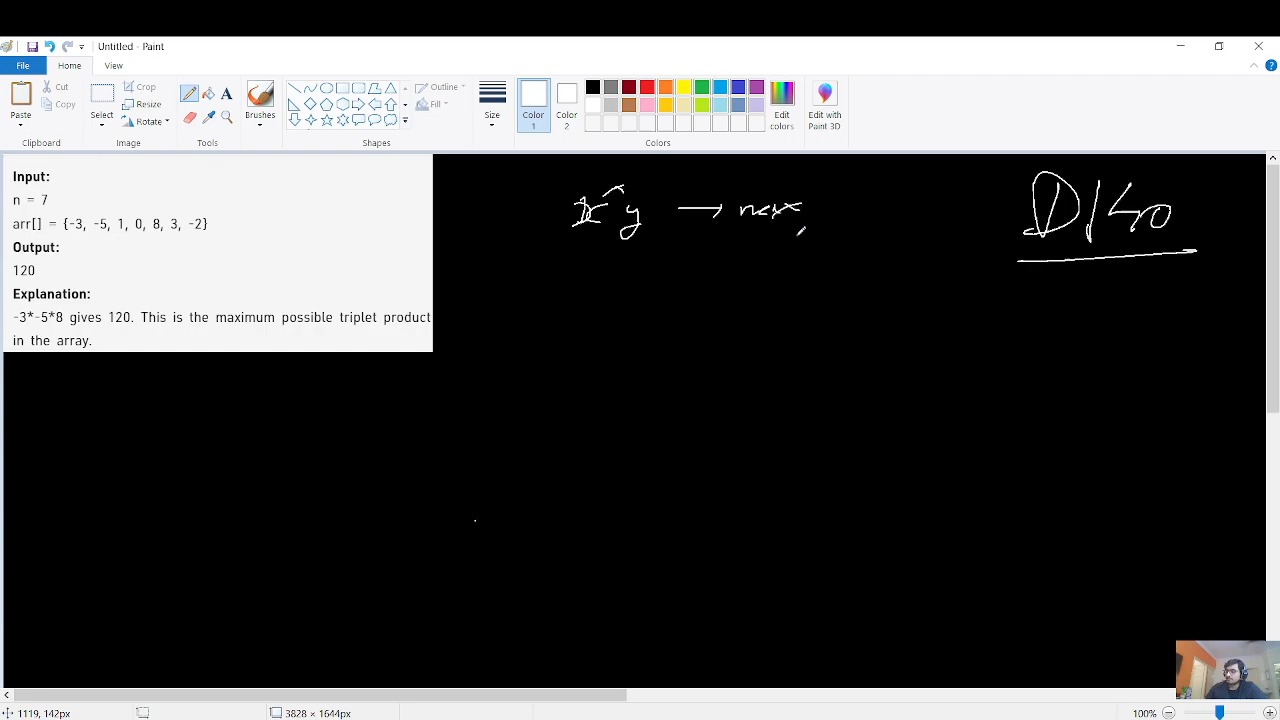 Untitled - Paint
File
Home
View
Paste
Cut
Copy
Clipboard
Select
Crop
Resize
Rotate
Image
Tools
Brushes
Shapes
Outline
Fill
Size
Color 1
Color 2
Edit colors
Edit with Paint 3D
Colors
Input:
n = 7
arr[] = {-3, -5, 1, 0, 8, 3, -2}
Output:
120
Explanation:
-3*-5*8 gives 120. This is the maximum possible triplet product
in the array.
y → max
D/40
1119, 142px
3828 × 1644px
100%